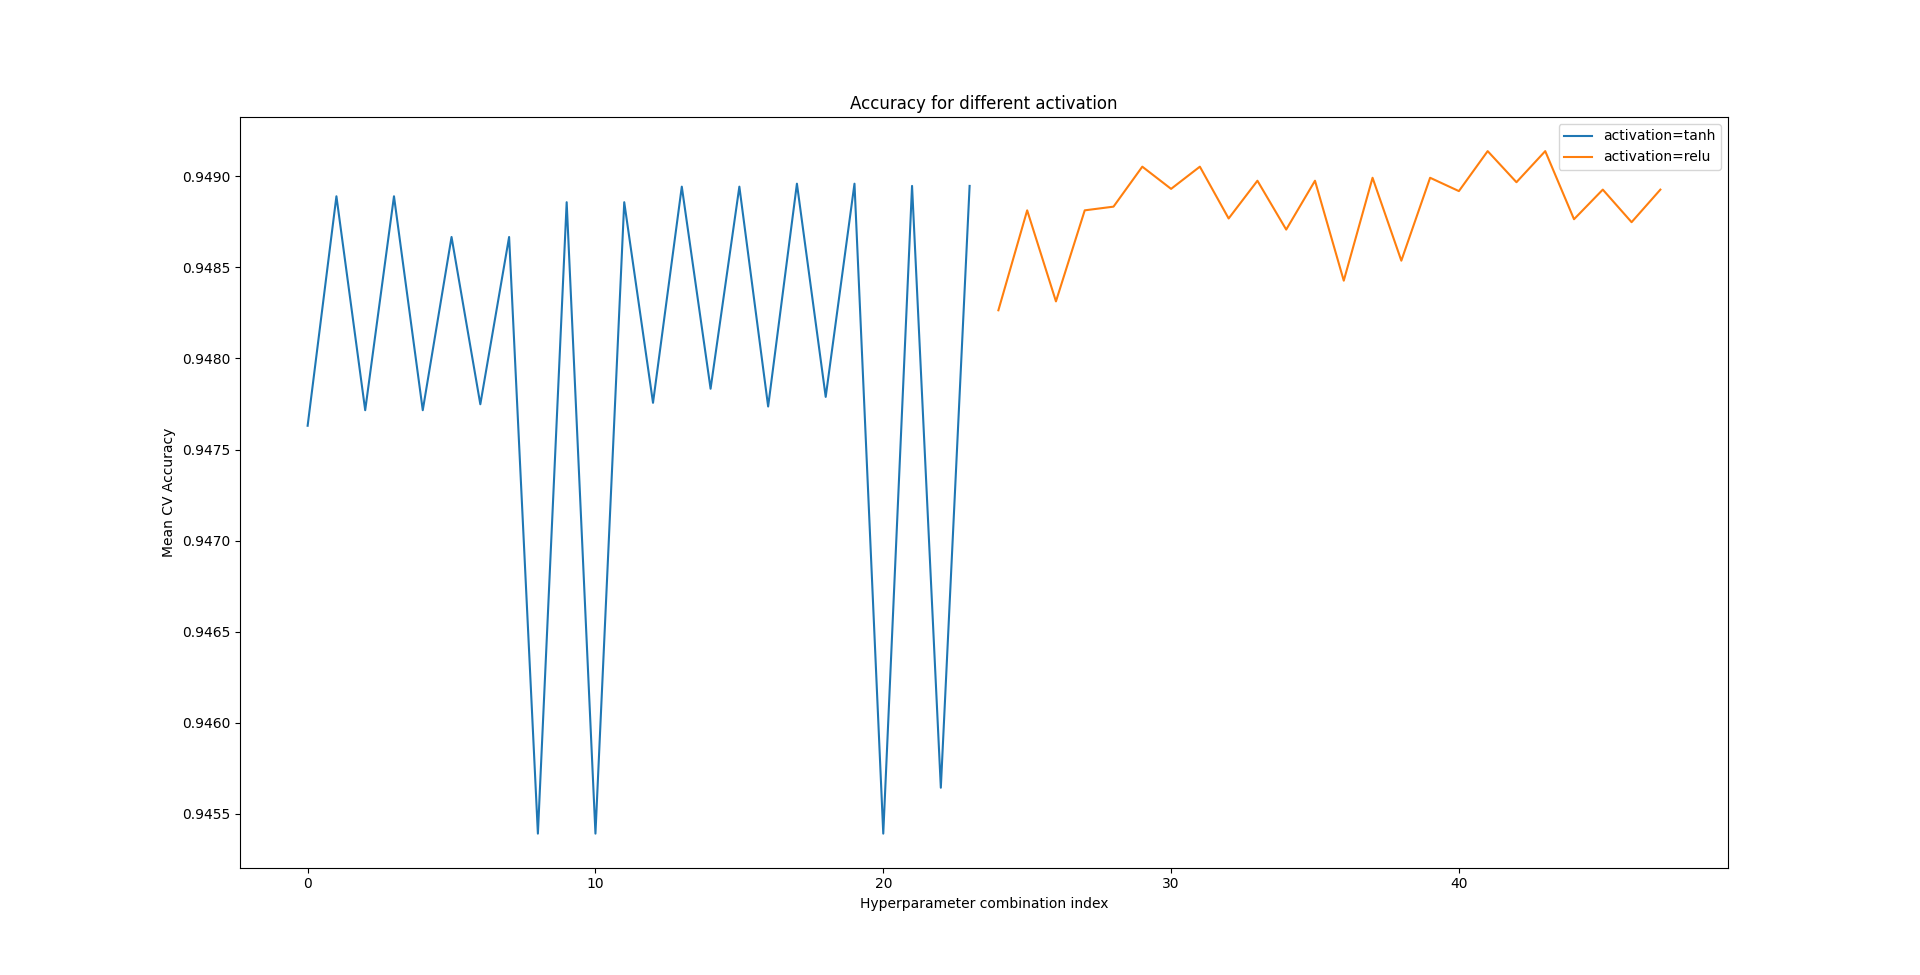 Accuracy for different activation
activation=tanh
activation=relu
0.9490
0.9485
0.9480
0.9475
0.9470
0.9465
0.9460
0.9455
Mean CV Accuracy
0 10 20 30 40
Hyperparameter combination index